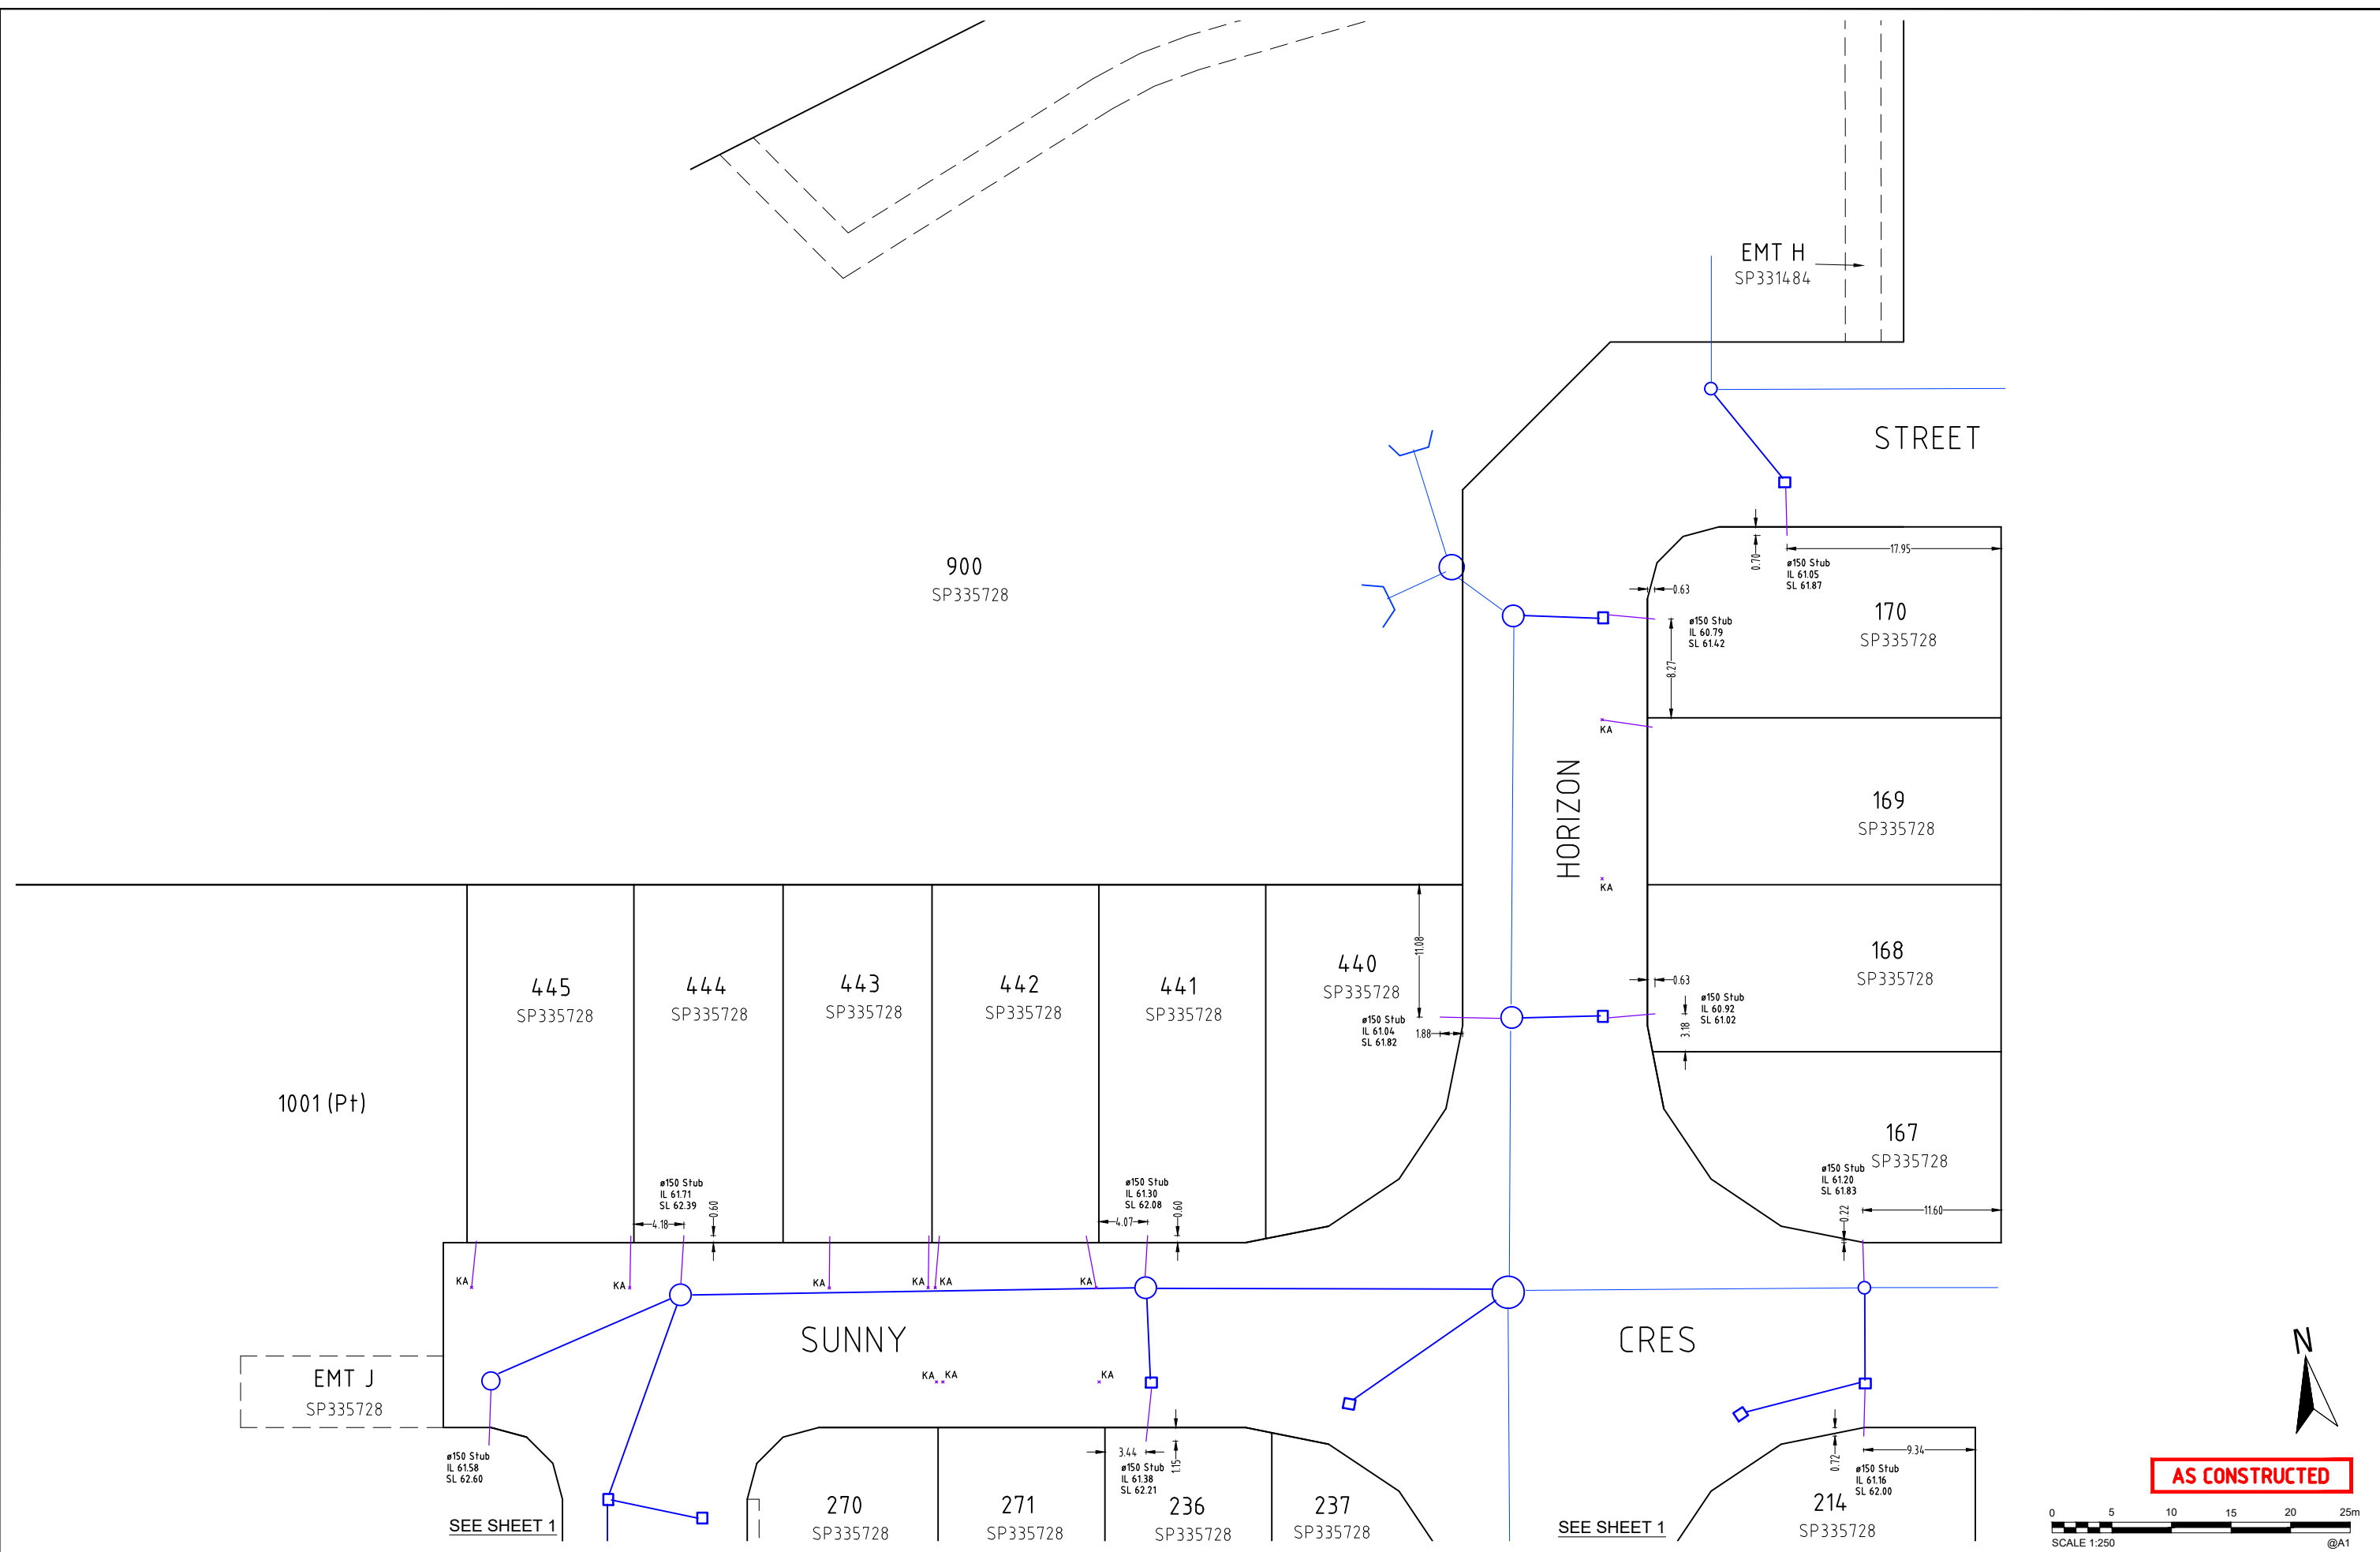 EMT H
SP331484
STREET
900
SP335728
0.70
17.95
ø150 Stub
IL 61.05
SL 61.87
0.63
170
SP335728
ø150 Stub
IL 60.79
SL 61.42
8.27
KA
HORIZON
169
SP335728
KA
11.08
440
SP335728
168
SP335728
445
SP335728
444
SP335728
443
SP335728
442
SP335728
441
SP335728
0.63
ø150 Stub
IL 60.92
SL 61.02
3.18
ø150 Stub
IL 61.04
SL 61.82
1.88
1001 (Pt)
167
SP335728
ø150 Stub
IL 61.20
SL 61.83
0.22
11.60
ø150 Stub
IL 61.71
SL 62.39
4.18
0.60
ø150 Stub
IL 61.30
SL 62.08
4.07
0.60
KA
KA
KA
KA
KA
KA
SUNNY
CRES
N
EMT J
SP335728
KA
KA
KA
ø150 Stub
IL 61.58
SL 62.60
3.44
1.15
ø150 Stub
IL 61.38
SL 62.21
0.72
9.34
ø150 Stub
IL 61.16
SL 62.00
AS CONSTRUCTED
SEE SHEET 1
270
SP335728
271
SP335728
236
SP335728
237
SP335728
SEE SHEET 1
214
SP335728
0 5 10 15 20 25m
SCALE 1:250 @A1